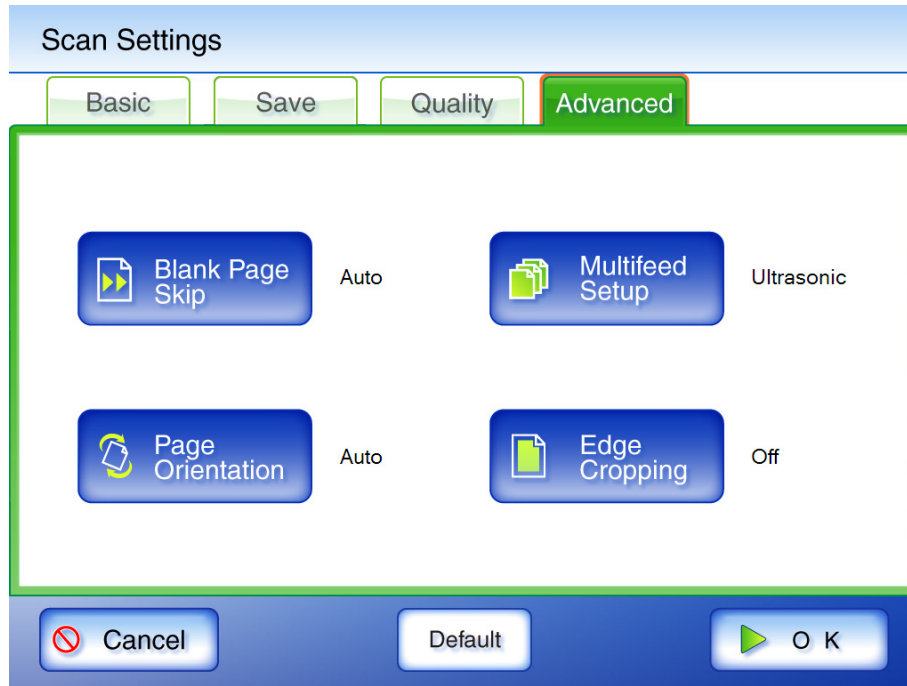 Scan Settings
Basic Save Quality Advanced
Blank Page
Skip
Auto
Multifeed
Setup
Ultrasonic
Page
Orientation
Auto
Edge
Cropping
Off
Cancel Default O K